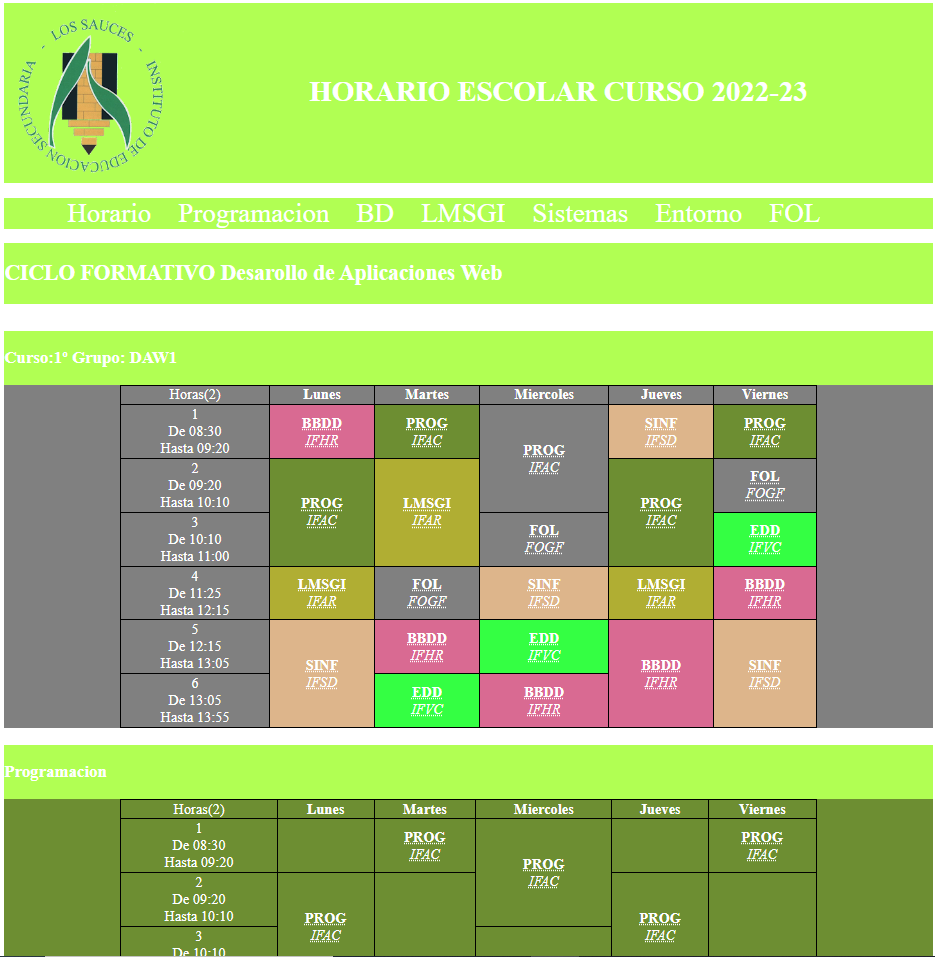 LOS SAUCES - INSTITUTO DE EDUCACION SECUNDARIA -
HORARIO ESCOLAR CURSO 2022-23
Horario Programacion BD LMSGI Sistemas Entorno FOL
CICLO FORMATIVO Desarollo de Aplicaciones Web
Curso:1º Grupo: DAW1
Horas(2) Lunes Martes Miercoles Jueves Viernes
1
De 08:30
Hasta 09:20
BBDD
IFHR
PROG
IFAC
PROG
IFAC
SINF
IFSD
PROG
IFAC
2
De 09:20
Hasta 10:10
PROG
IFAC
LMSGI
IFAR
PROG
IFAC
FOL
FOGF
3
De 10:10
Hasta 11:00
FOL
FOGF
EDD
IFVC
4
De 11:25
Hasta 12:15
LMSGI
IFAR
FOL
FOGF
SINF
IFSD
LMSGI
IFAR
BBDD
IFHR
5
De 12:15
Hasta 13:05
SINF
IFSD
BBDD
IFHR
EDD
IFVC
BBDD
IFHR
SINF
IFSD
6
De 13:05
Hasta 13:55
EDD
IFVC
BBDD
IFHR
Programacion
Horas(2) Lunes Martes Miercoles Jueves Viernes
1
De 08:30
Hasta 09:20
PROG
IFAC
PROG
IFAC
PROG
IFAC
2
De 09:20
Hasta 10:10
PROG
IFAC
PROG
IFAC
3
De 10:10